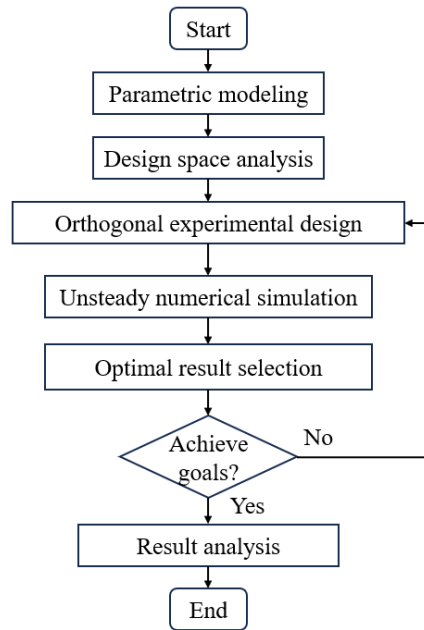 Start
Parametric modeling
Design space analysis
Orthogonal experimental design
Unsteady numerical simulation
Optimal result selection
Achieve
goals?
No
Yes
Result analysis
End